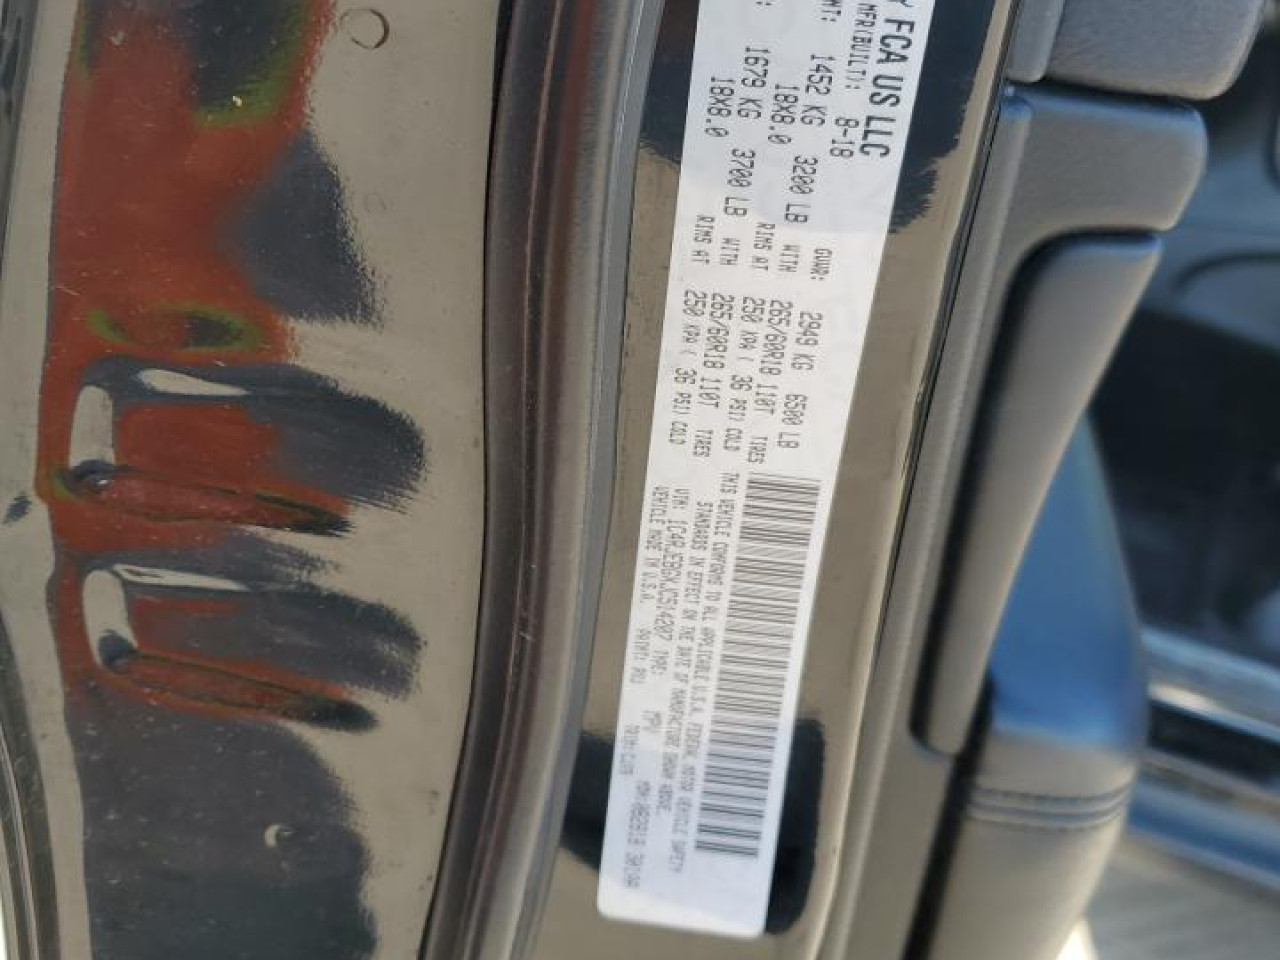 FCA US LLC
MFR(BUILT): 8-18
1452 KG 3200 LB GVWR: 2949 KG 6500 LB
18X8.0 WITH 265/60R18 110T TIRES
RIMS AT 250 KPA ( 36 PSI) COLD
1679 KG 3700 LB WITH 265/60R18 110T TIRES
18X8.0 RIMS AT 250 KPA ( 36 PSI) COLD
THIS VEHICLE CONFORMS TO ALL APPLICABLE U.S.A. FEDERAL MOTOR VEHICLE SAFETY
STANDARDS IN EFFECT ON THE DATE OF MANUFACTURE SHOWN ABOVE.
VIN: TYPE: MPV
VEHICLE MADE IN U.S.A. PAINT: PX8